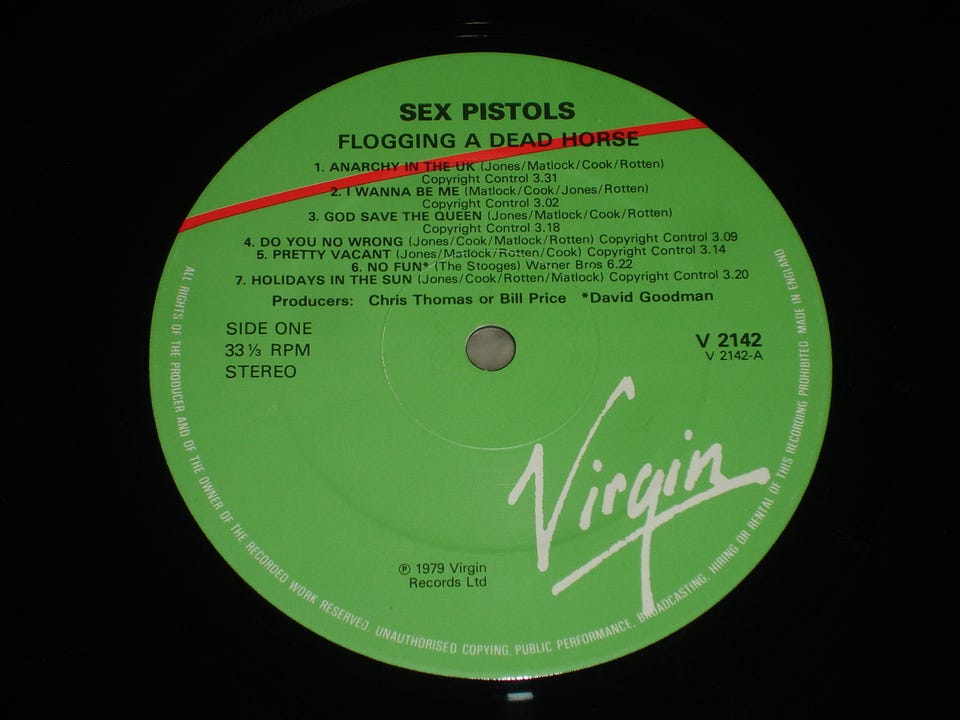 SEX PISTOLS
FLOGGING A DEAD HORSE
1. ANARCHY IN THE UK (Jones/Matlock/Cook/Rotten)
Copyright Control 3.31
2. I WANNA BE ME (Matlock/Cook/Jones/Rotten)
Copyright Control 3.02
3. GOD SAVE THE QUEEN (Jones/Matlock/Cook/Rotten)
Copyright Control 3.18
4. DO YOU NO WRONG (Jones/Cook/Matlock/Rotten) Copyright Control 3.09
5. PRETTY VACANT (Jones/Matlock/Rotten/Cook) Copyright Control 3.14
6. NO FUN* (The Stooges) Warner Bros 6.22
7. HOLIDAYS IN THE SUN (Jones/Cook/Rotten/Matlock) Copyright Control 3.20
Producers: Chris Thomas or Bill Price *David Goodman
SIDE ONE
33⅓ RPM
STEREO
V 2142
V 2142-A
Virgin
℗ 1979 Virgin
Records Ltd
ALL RIGHTS OF THE PRODUCER AND OF THE OWNER OF THE RECORDED WORK RESERVED. UNAUTHORISED COPYING, PUBLIC PERFORMANCE, BROADCASTING, HIRING OR RENTAL OF THIS RECORDING PROHIBITED. MADE IN ENGLAND